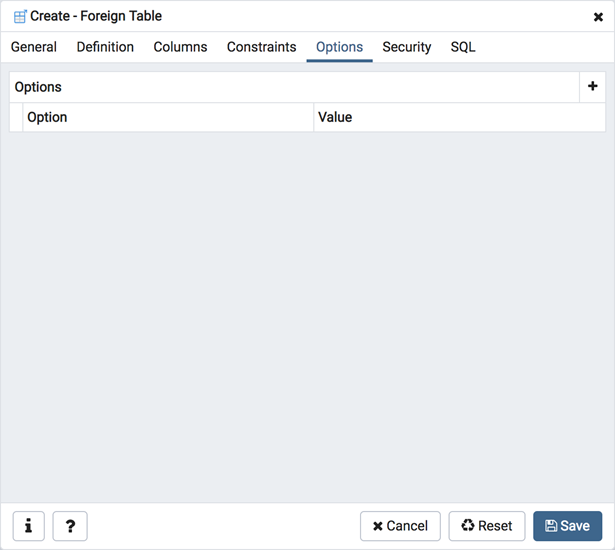 Create - Foreign Table
General Definition Columns Constraints Options Security SQL
Options
Option Value
Cancel Reset Save